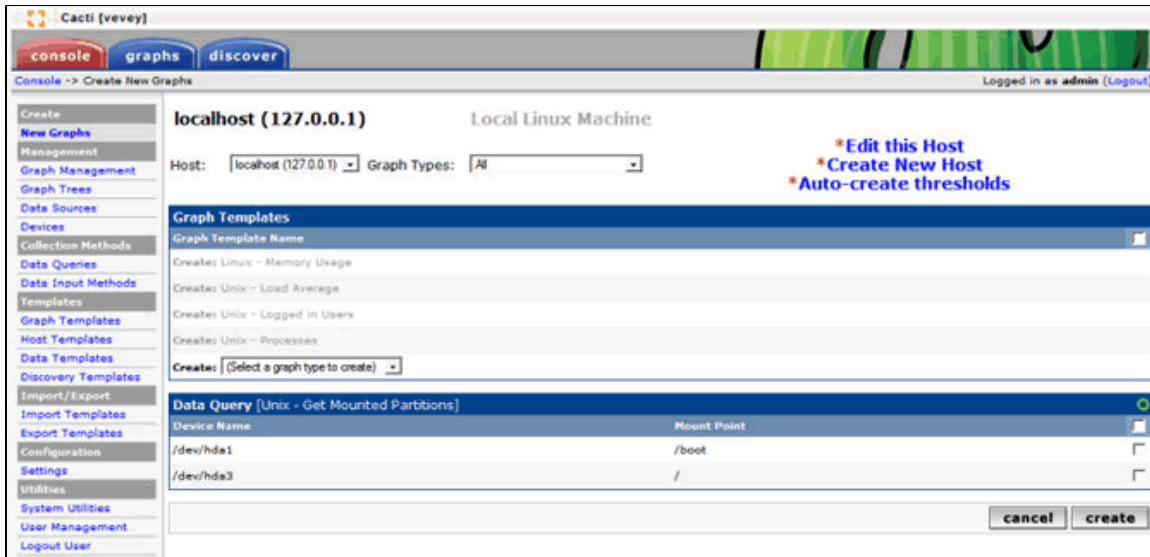 Cacti [vevey]
console graphs discover
Console -> Create New Graphs
Logged in as admin (Logout)
Create
New Graphs
Management
Graph Management
Graph Trees
Data Sources
Devices
Collection Methods
Data Queries
Data Input Methods
Templates
Graph Templates
Host Templates
Data Templates
Discovery Templates
Import/Export
Import Templates
Export Templates
Configuration
Settings
Utilities
System Utilities
User Management
Logout User
localhost (127.0.0.1) Local Linux Machine
Host: localhost (127.0.0.1) Graph Types: All
*Edit this Host
*Create New Host
*Auto-create thresholds
Graph Templates
Graph Template Name
Create: Linux - Memory Usage
Create: Unix - Load Average
Create: Unix - Logged in Users
Create: Unix - Processes
Create: (Select a graph type to create)
Data Query [Unix - Get Mounted Partitions]
Device Name Mount Point
/dev/hda1 /boot
/dev/hda3 /
cancel create